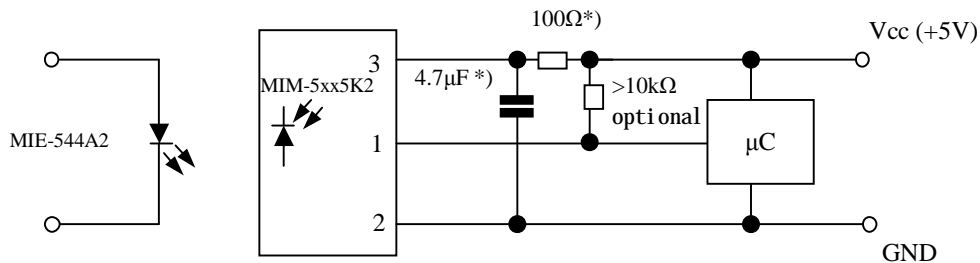 100Ω*)
Vcc (+5V)
3
4.7μF *)
MIM-5xx5K2
>10kΩ
optional
MIE-544A2
1
μC
2
GND